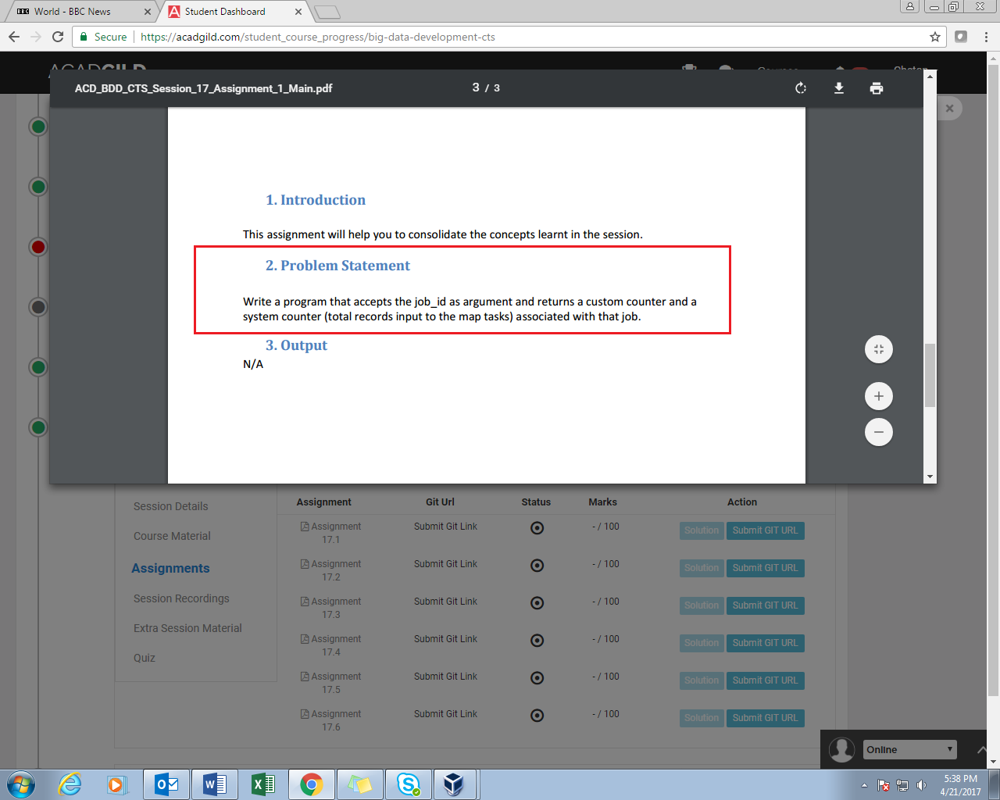 World - BBC News
Student Dashboard
Secure
https://acadgild.com/student_course_progress/big-data-development-cts
ACD_BDD_CTS_Session_17_Assignment_1_Main.pdf
3 / 3
1. Introduction
This assignment will help you to consolidate the concepts learnt in the session.
2. Problem Statement
Write a program that accepts the job_id as argument and returns a custom counter and a
system counter (total records input to the map tasks) associated with that job.
3. Output
N/A
Session Details
Course Material
Assignments
Session Recordings
Extra Session Material
Quiz
Assignment Git Url Status Marks Action
Assignment 17.1 Submit Git Link - / 100 Solution Submit GIT URL
Assignment 17.2 Submit Git Link - / 100 Solution Submit GIT URL
Assignment 17.3 Submit Git Link - / 100 Solution Submit GIT URL
Assignment 17.4 Submit Git Link - / 100 Solution Submit GIT URL
Assignment 17.5 Submit Git Link - / 100 Solution Submit GIT URL
Assignment 17.6 Submit Git Link - / 100 Solution Submit GIT URL
Online
5:38 PM
4/21/2017